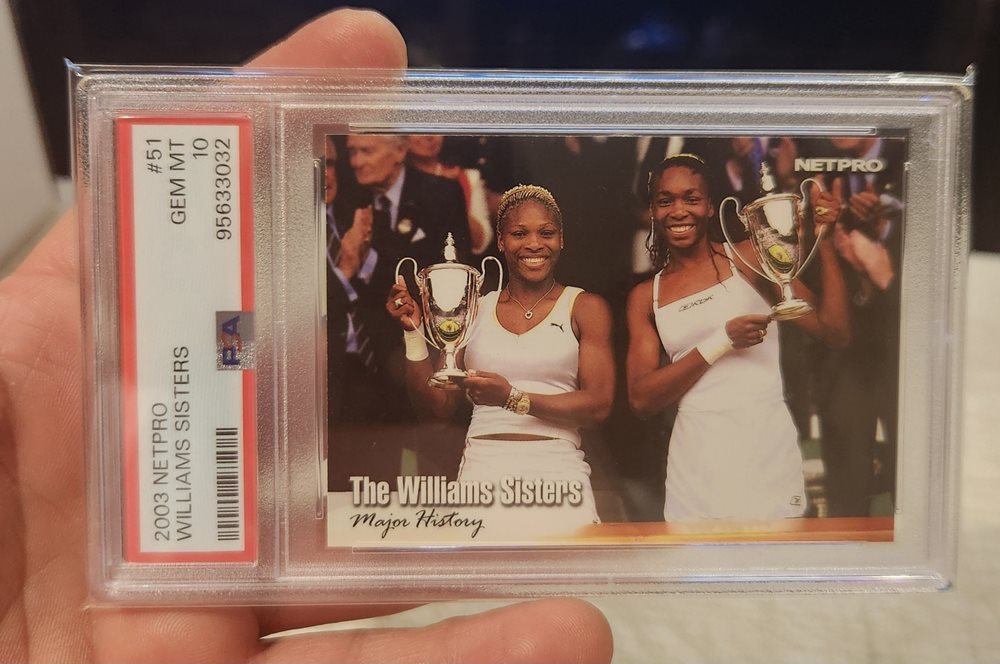 2003 NETPRO #51
WILLIAMS SISTERS GEM MT
10
PSA 95633032
NETPRO
The Williams Sisters
Major History